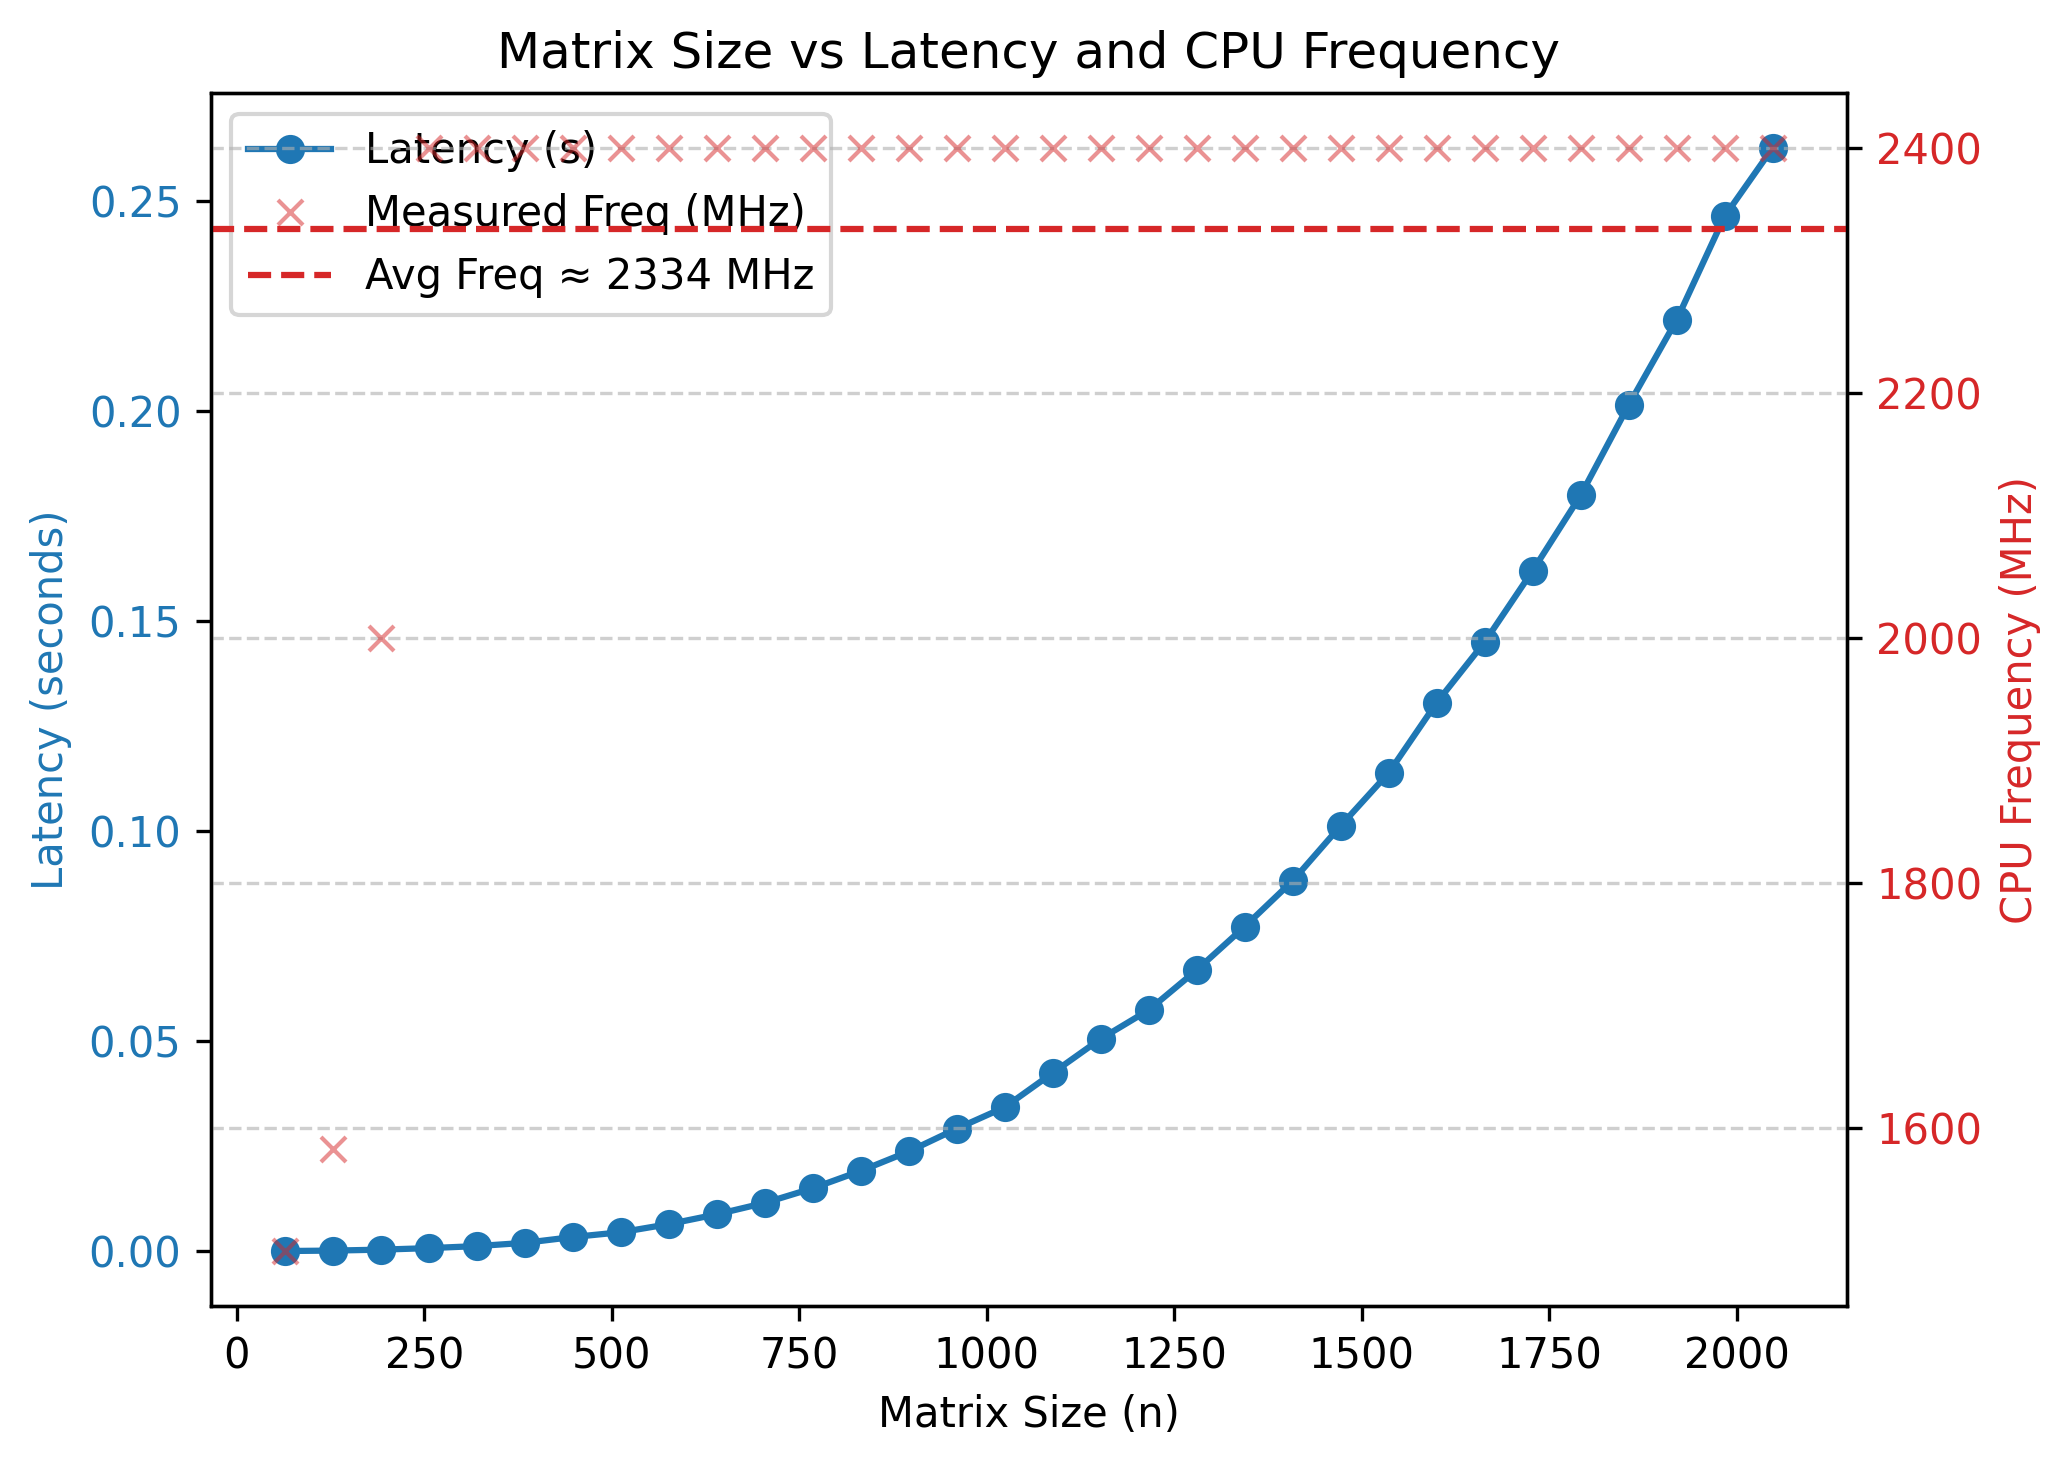 Matrix Size vs Latency and CPU Frequency
Latency (s)
Measured Freq (MHz)
Avg Freq ≈ 2334 MHz
Latency (seconds)
0.25
0.20
0.15
0.10
0.05
0.00
CPU Frequency (MHz)
2400
2200
2000
1800
1600
0 250 500 750 1000 1250 1500 1750 2000
Matrix Size (n)